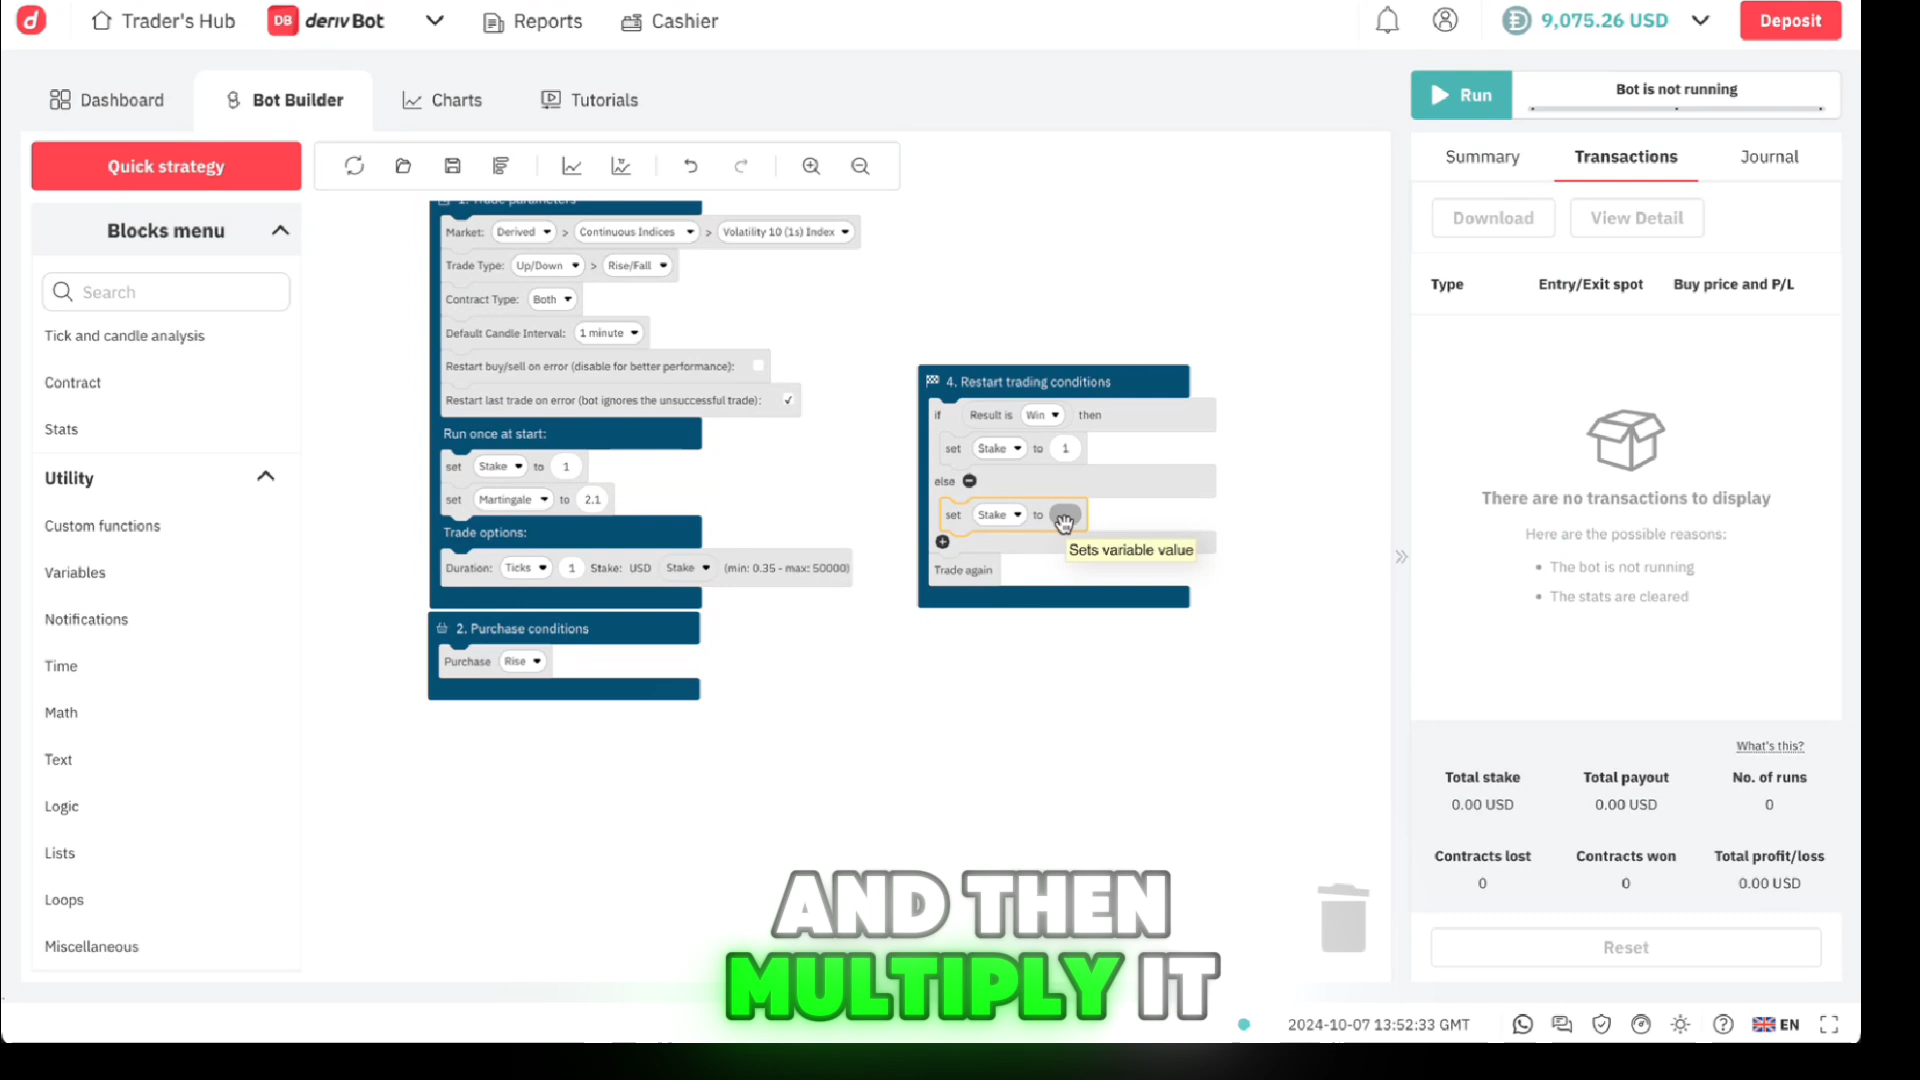 Trader's Hub
DB derivBot
Reports
Cashier
9,075.26 USD
Deposit
Dashboard
Bot Builder
Charts
Tutorials
Run
Bot is not running
Quick strategy
Blocks menu
Search
Tick and candle analysis
Contract
Stats
Utility
Custom functions
Variables
Notifications
Time
Math
Text
Logic
Lists
Loops
Miscellaneous
1. Trade parameters
Market: Derived > Continuous Indices > Volatility 10 (1s) Index
Trade Type: Up/Down > Rise/Fall
Contract Type: Both
Default Candle Interval: 1 minute
Restart buy/sell on error (disable for better performance):
Restart last trade on error (bot ignores the unsuccessful trade): ✓
Run once at start:
set Stake to 1
set Martingale to 2.1
Trade options:
Duration: Ticks 1 Stake: USD Stake (min: 0.35 - max: 50000)
2. Purchase conditions
Purchase Rise
4. Restart trading conditions
if Result is Win then
set Stake to 1
else
set Stake to
Sets variable value
Trade again
Summary
Transactions
Journal
Download
View Detail
Type
Entry/Exit spot
Buy price and P/L
There are no transactions to display
Here are the possible reasons:
• The bot is not running
• The stats are cleared
What's this?
Total stake
0.00 USD
Total payout
0.00 USD
No. of runs
0
Contracts lost
0
Contracts won
0
Total profit/loss
0.00 USD
Reset
AND THEN
MULTIPLY IT
2024-10-07 13:52:33 GMT
EN